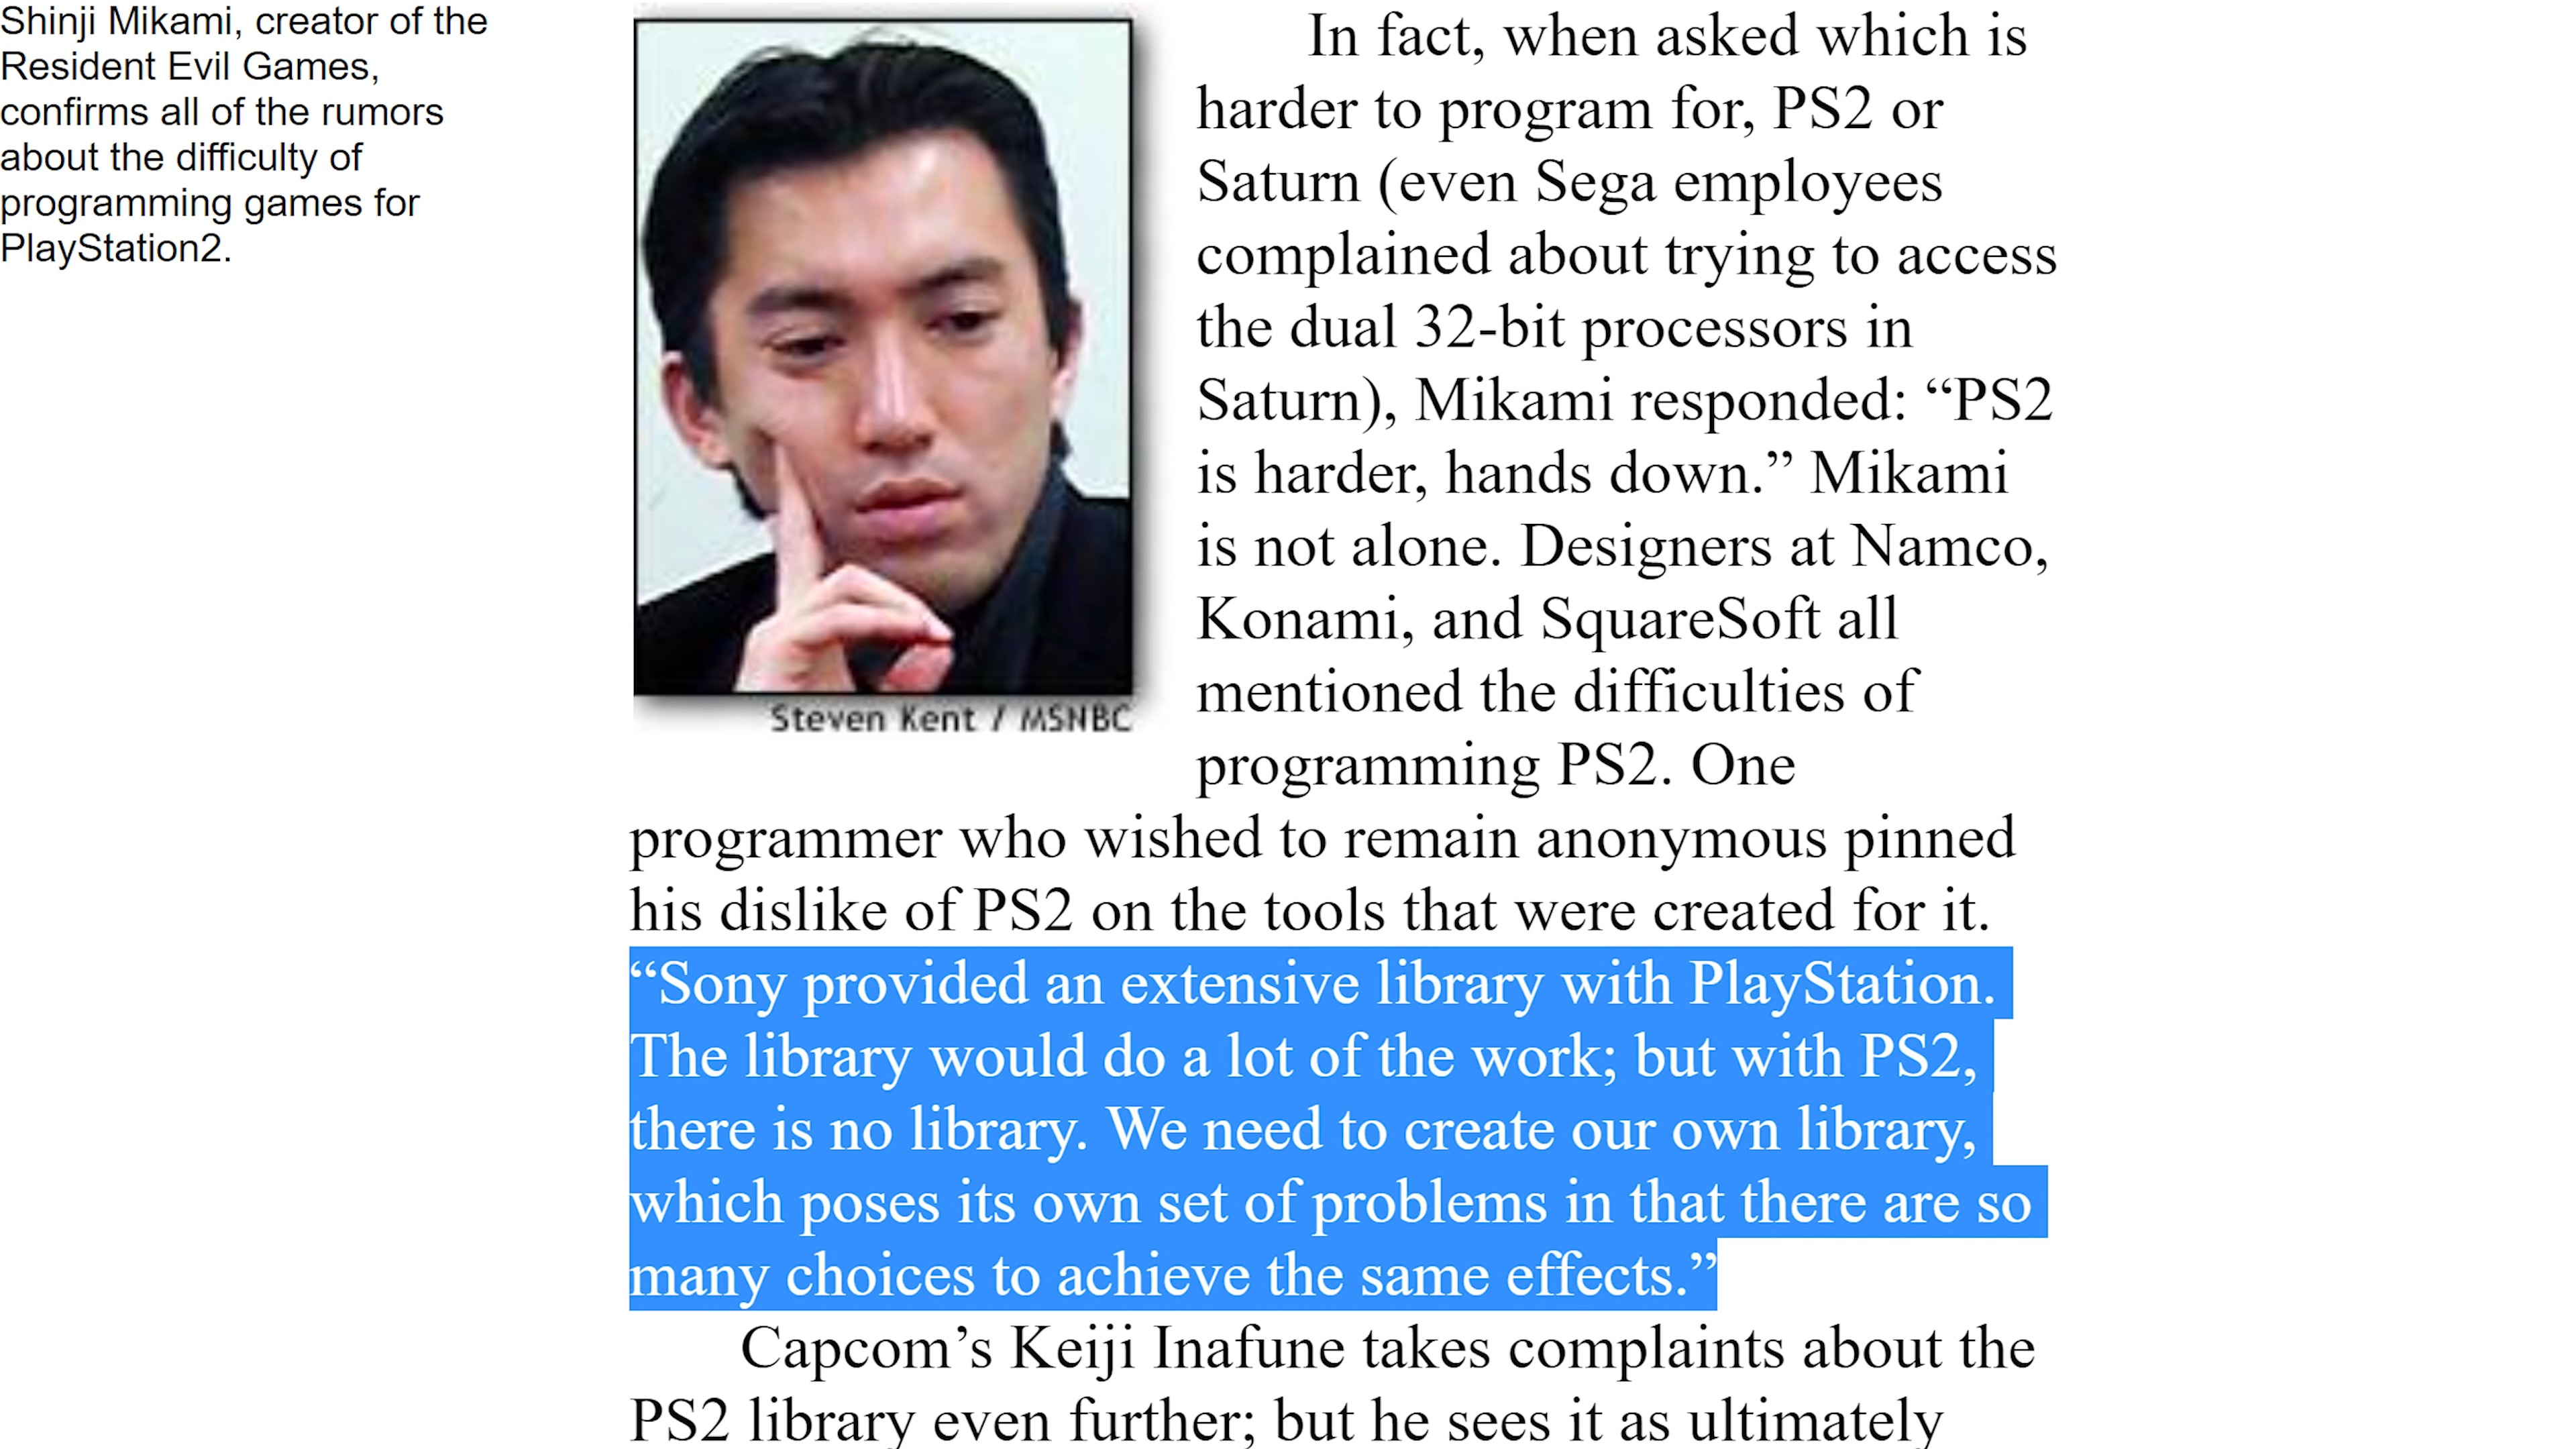 Shinji Mikami, creator of the
Resident Evil Games,
confirms all of the rumors
about the difficulty of
programming games for
PlayStation2.
Steven Kent / MSNBC
In fact, when asked which is
harder to program for, PS2 or
Saturn (even Sega employees
complained about trying to access
the dual 32-bit processors in
Saturn), Mikami responded: “PS2
is harder, hands down.” Mikami
is not alone. Designers at Namco,
Konami, and SquareSoft all
mentioned the difficulties of
programming PS2. One
programmer who wished to remain anonymous pinned
his dislike of PS2 on the tools that were created for it.
“Sony provided an extensive library with PlayStation.
The library would do a lot of the work; but with PS2,
there is no library. We need to create our own library,
which poses its own set of problems in that there are so
many choices to achieve the same effects.”
Capcom’s Keiji Inafune takes complaints about the
PS2 library even further; but he sees it as ultimately